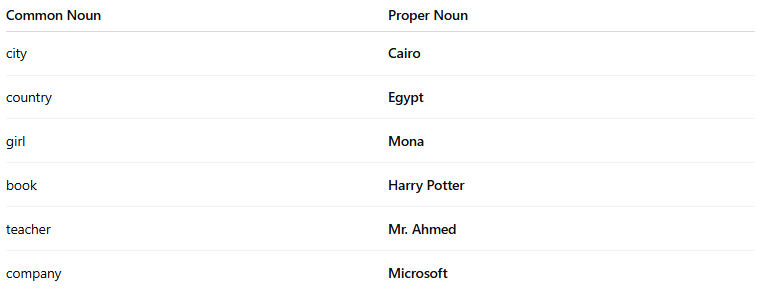 Common Noun Proper Noun
city Cairo
country Egypt
girl Mona
book Harry Potter
teacher Mr. Ahmed
company Microsoft